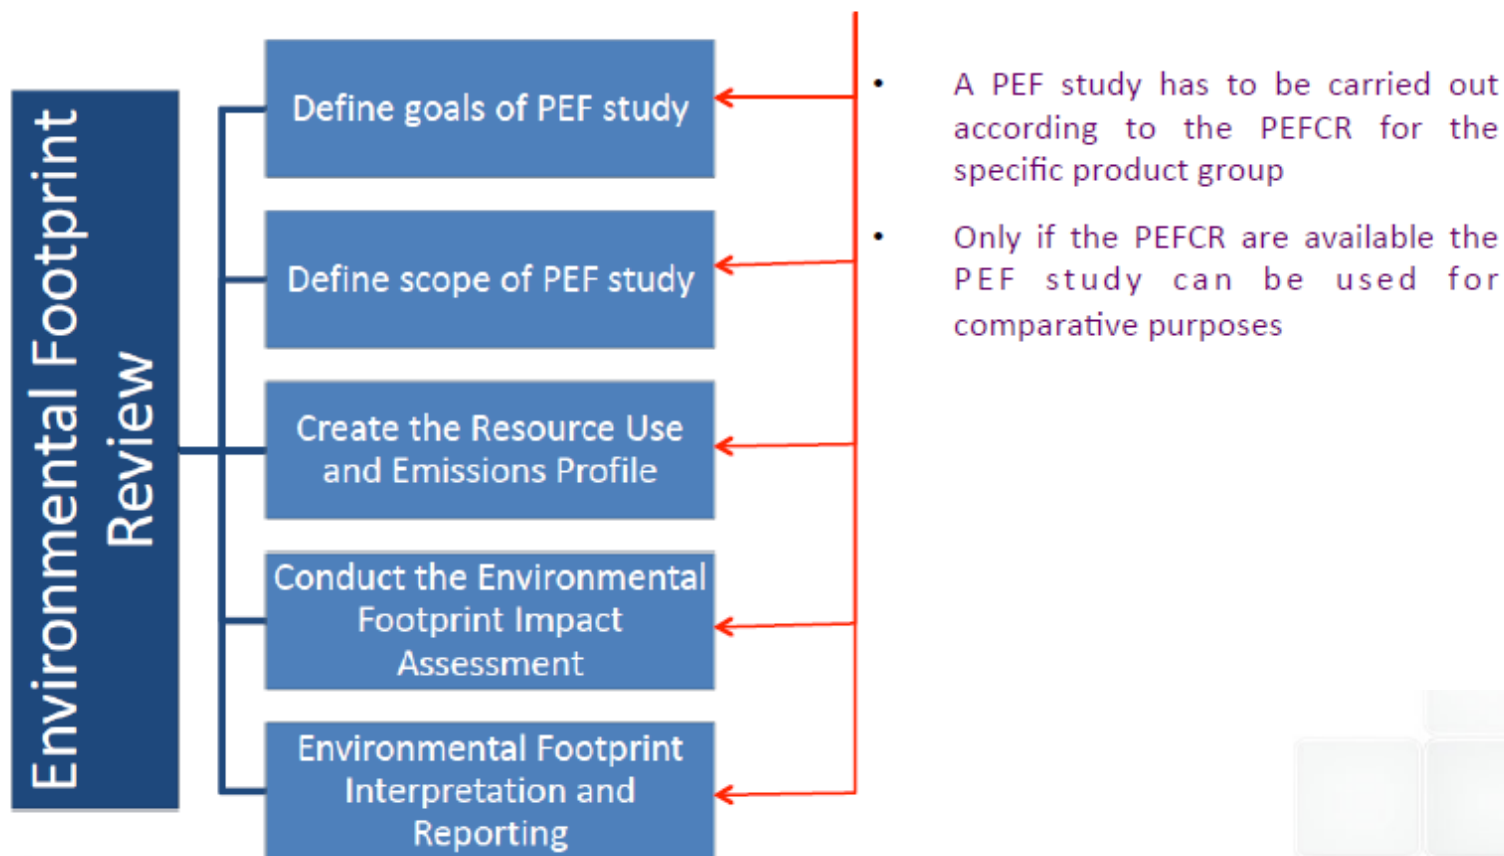 Environmental Footprint
Review
Define goals of PEF study
Define scope of PEF study
Create the Resource Use
and Emissions Profile
Conduct the Environmental
Footprint Impact
Assessment
Environmental Footprint
Interpretation and
Reporting
• A PEF study has to be carried out
according to the PEFCR for the
specific product group
• Only if the PEFCR are available the
PEF study can be used for
comparative purposes